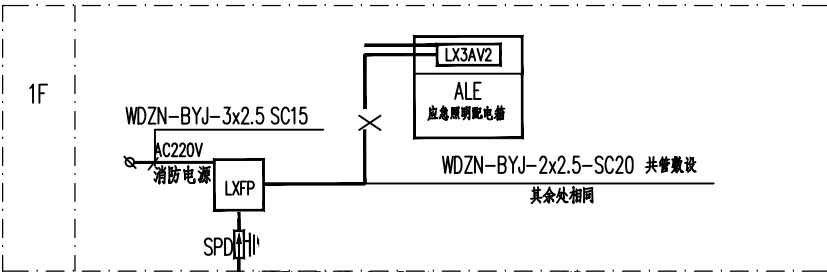 1F
LX3AV2
ALE
应急照明配电箱
WDZN-BYJ-3x2.5 SC15
AC220V
消防电源
LXFP
WDZN-BYJ-2x2.5-SC20 共管敷设
其余处相同
SPD